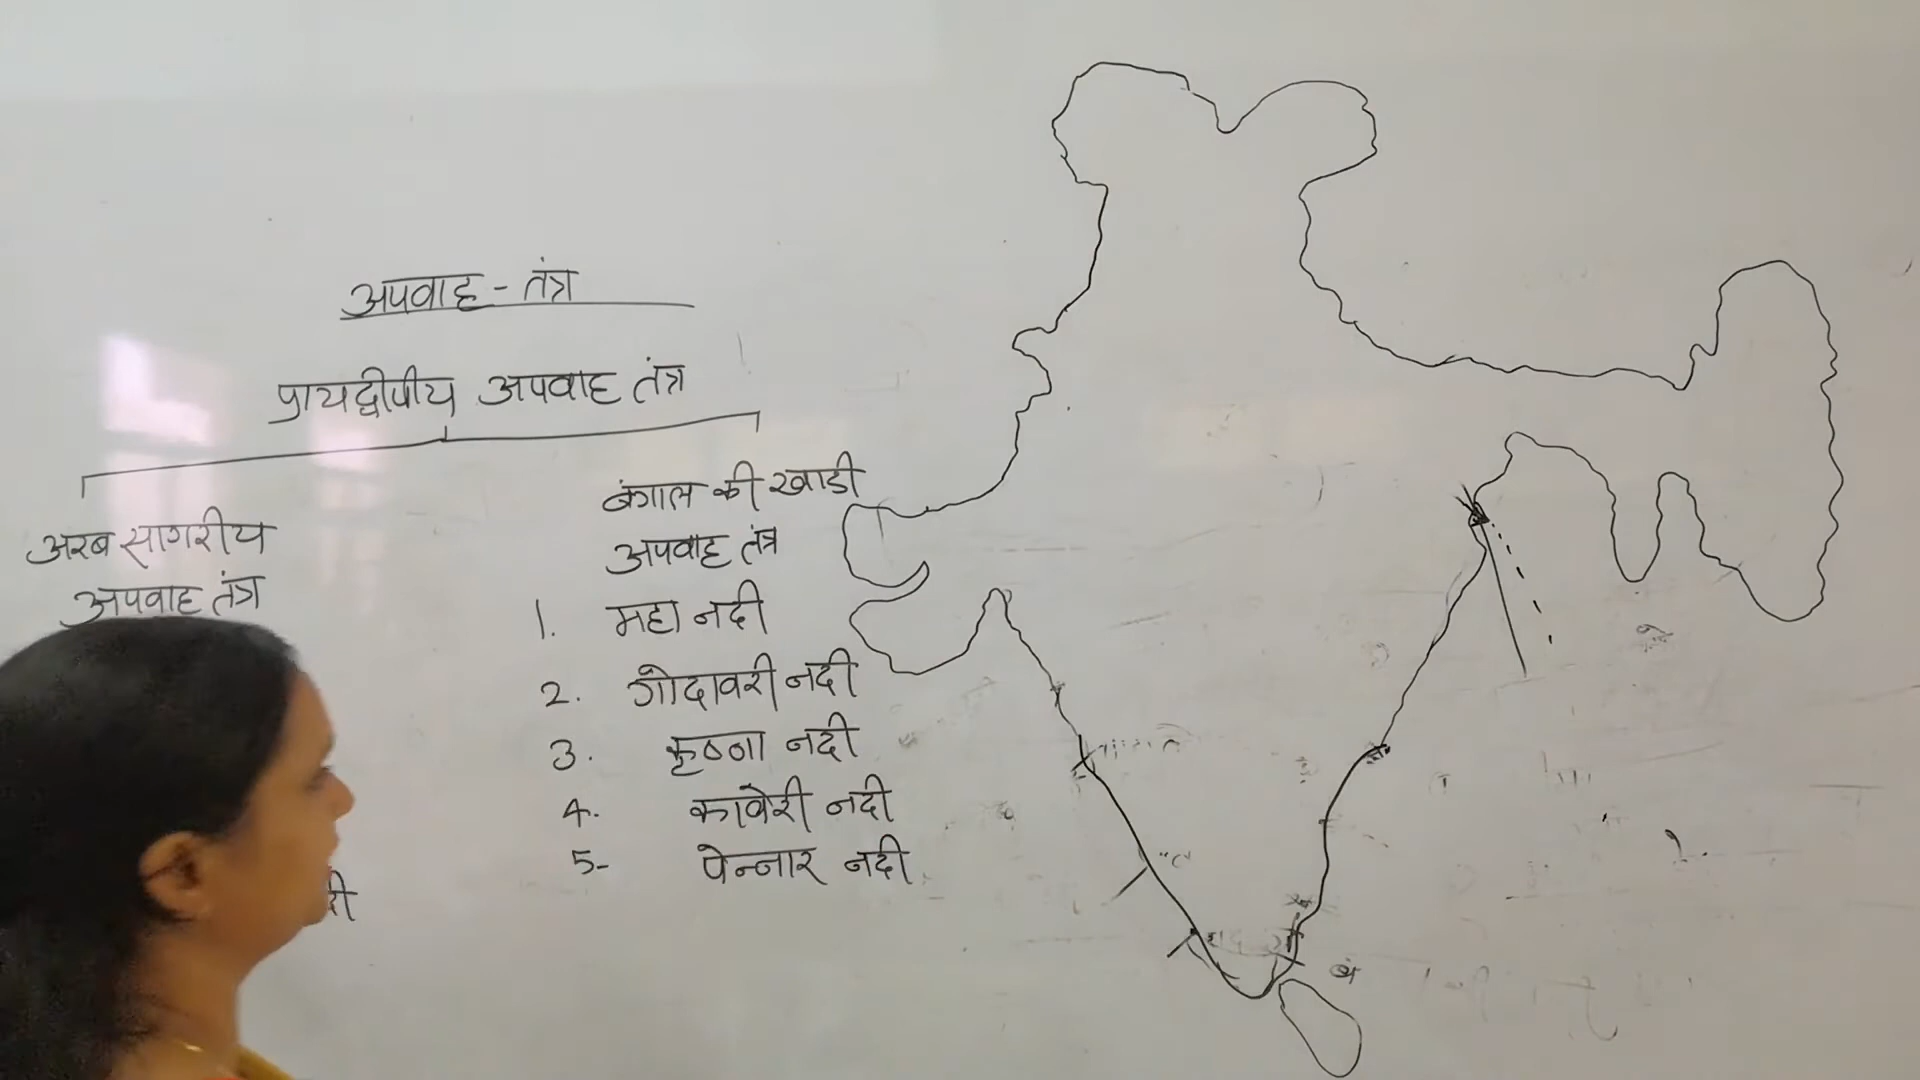 अपवाह - तंत्र
प्रायद्वीपीय अपवाह तंत्र
अरब सागरीय
अपवाह तंत्र
बंगाल की खाडी
अपवाह तंत्र
1. महा नदी
2. गोदावरी नदी
3. कृष्णा नदी
4. कावेरी नदी
5- पेन्नार नदी